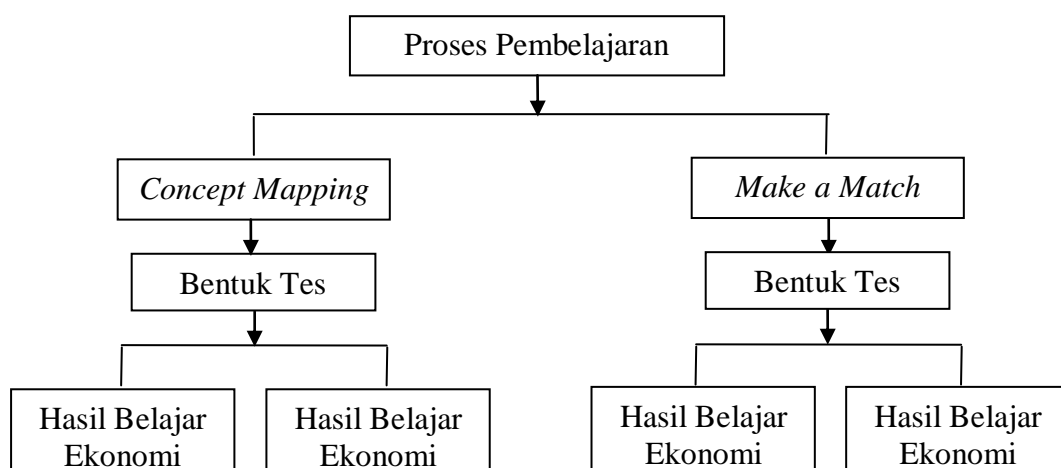 Proses Pembelajaran
Concept Mapping
Make a Match
Bentuk Tes
Bentuk Tes
Hasil Belajar
Ekonomi
Hasil Belajar
Ekonomi
Hasil Belajar
Ekonomi
Hasil Belajar
Ekonomi